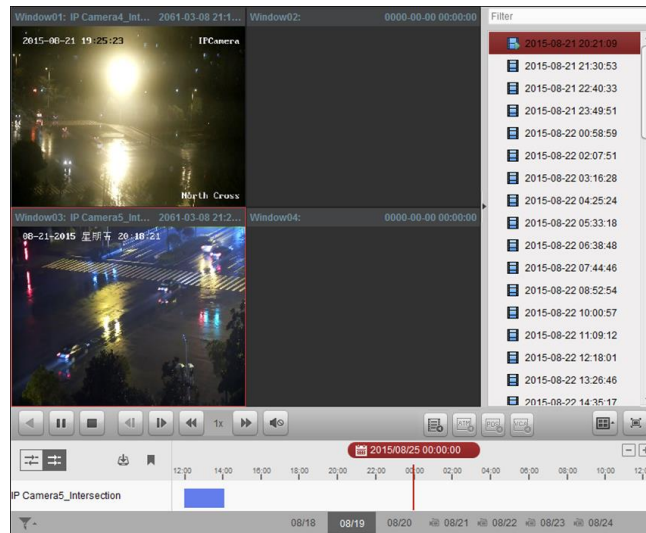 Window01: IP Camera4_Int... 2061-03-08 21:1...
Window02: 0000-00-00 00:00:00
2015-08-21 19:25:23 IPCamera
North Cross
Window03: IP Camera5_Int... 2061-03-08 21:2...
Window04: 0000-00-00 00:00:00
08-21-2015 星期五 20:18:21
Filter
2015-08-21 20:21:09
2015-08-21 21:30:53
2015-08-21 22:40:33
2015-08-21 23:49:51
2015-08-22 00:58:59
2015-08-22 02:07:51
2015-08-22 03:16:28
2015-08-22 04:25:24
2015-08-22 05:33:18
2015-08-22 06:38:48
2015-08-22 07:44:46
2015-08-22 08:52:54
2015-08-22 10:00:57
2015-08-22 11:09:12
2015-08-22 12:18:01
2015-08-22 13:26:46
2015-08-22 14:35:17
1x
ATM POS VCA
2015/08/25 00:00:00
12:00 14:00 16:00 18:00 20:00 22:00 00:00 02:00 04:00 06:00 08:00 10:00
IP Camera5_Intersection
08/18 08/19 08/20 08/21 08/22 08/23 08/24